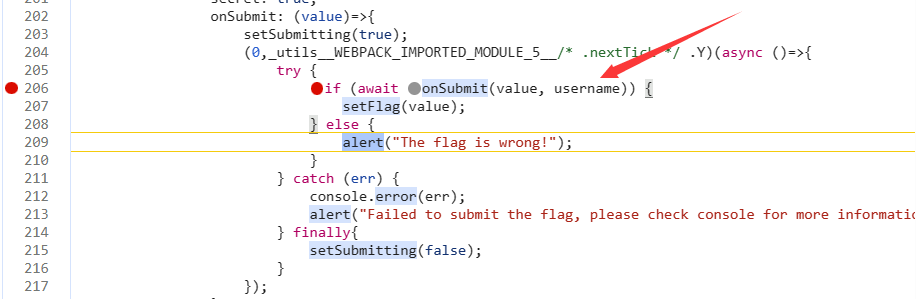 secret: true,
202 onSubmit: (value)=>{
203 setSubmitting(true);
204 (0,_utils__WEBPACK_IMPORTED_MODULE_5__/* .nextTick */ .Y)(async ()=>{
205 try {
206 if (await onSubmit(value, username)) {
207 setFlag(value);
208 } else {
209 alert("The flag is wrong!");
210 }
211 } catch (err) {
212 console.error(err);
213 alert("Failed to submit the flag, please check console for more informatio
214 } finally{
215 setSubmitting(false);
216 }
217 });